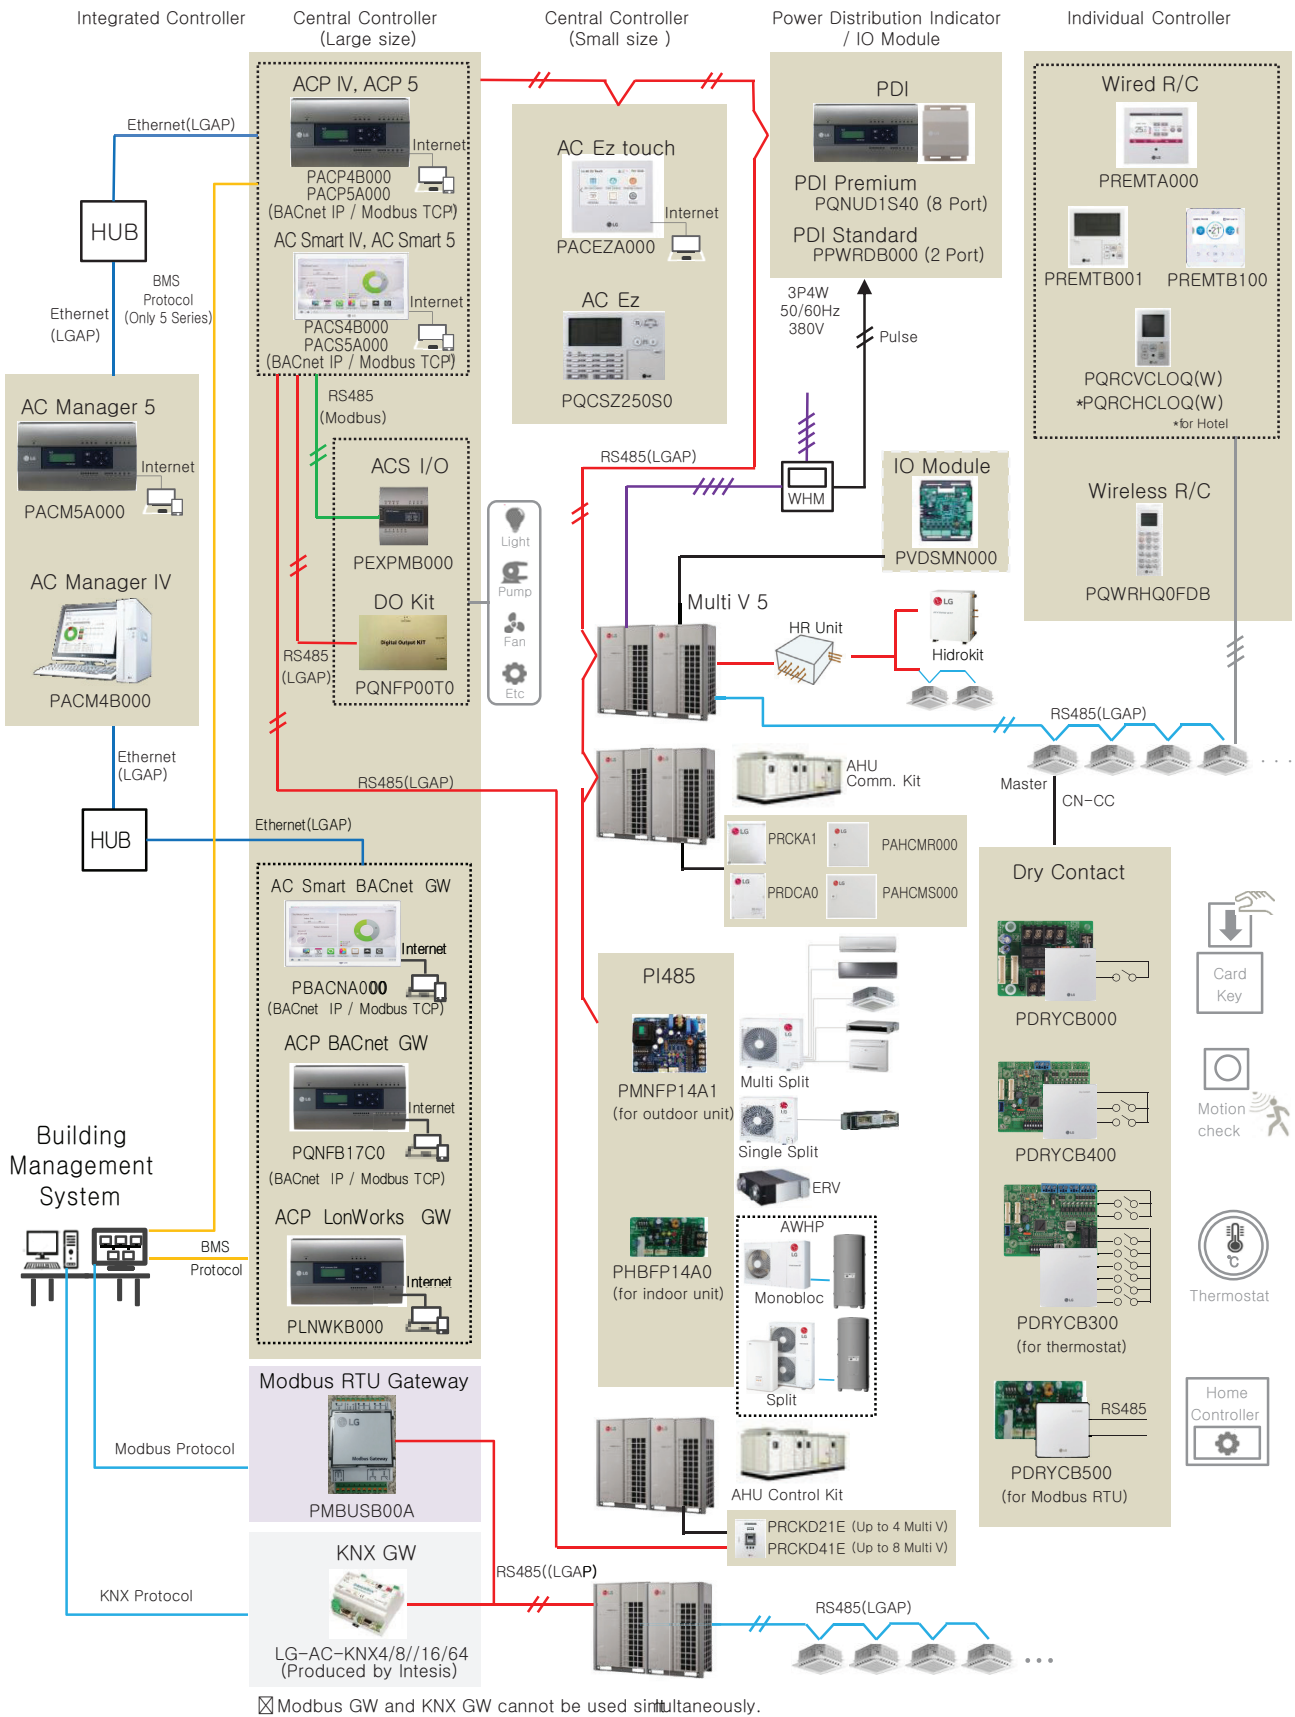 Integrated Controller
Central Controller
(Large size)
Central Controller
(Small size )
Power Distribution Indicator
/ IO Module
Individual Controller
ACP IV, ACP 5
Internet
PACP4B000
PACP5A000
(BACnet IP / Modbus TCP)
AC Smart IV, AC Smart 5
Internet
PACS4B000
PACS5A000
(BACnet IP / Modbus TCP)
Ethernet(LGAP)
HUB
Ethernet
(LGAP)
BMS
Protocol
(Only 5 Series)
AC Manager 5
Internet
PACM5A000
AC Manager IV
PACM4B000
Ethernet
(LGAP)
HUB
Ethernet(LGAP)
RS485
(Modbus)
ACS I/O
PEXPMB000
DO Kit
Digital Output KIT
PQNFP00T0
RS485
(LGAP)
Light
Pump
Fan
Etc
RS485(LGAP)
AC Ez touch
Internet
PACEZA000
AC Ez
PQCSZ250S0
PDI
PDI Premium
PQNUD1S40 (8 Port)
PDI Standard
PPWRDB000 (2 Port)
3P4W
50/60Hz
380V
Pulse
RS485(LGAP)
WHM
IO Module
PVDSMN000
Multi V 5
HR Unit
LG
Hidrokit
RS485(LGAP)
Master
CN-CC
Wired R/C
PREMTA000
PREMTB001
PREMTB100
PQRCVCLOQ(W)
*PQRCHCLOQ(W)
*for Hotel
Wireless R/C
PQWRHQ0FDB
AHU
Comm. Kit
LG
PRCKA1
LG
PAHCMR000
LG
PRDCA0
LG
PAHCMS000
AC Smart BACnet GW
Internet
PBACNA000
(BACnet IP / Modbus TCP)
ACP BACnet GW
Internet
PQNFB17C0
(BACnet IP / Modbus TCP)
ACP LonWorks GW
Internet
PLNWKB000
Building
Management
System
BMS
Protocol
PI485
PMNFP14A1
(for outdoor unit)
PHBFP14A0
(for indoor unit)
Multi Split
Single Split
ERV
AWHP
Monobloc
Split
Dry Contact
PDRYCB000
PDRYCB400
PDRYCB300
(for thermostat)
RS485
PDRYCB500
(for Modbus RTU)
Card
Key
Motion
check
°C
Thermostat
Home
Controller
Modbus RTU Gateway
LG
Modbus Gateway
PMBUSB00A
Modbus Protocol
KNX GW
KNX Protocol
LG-AC-KNX4/8//16/64
(Produced by Intesis)
AHU Control Kit
PRCKD21E (Up to 4 Multi V)
PRCKD41E (Up to 8 Multi V)
RS485((LGAP)
RS485(LGAP)
Modbus GW and KNX GW cannot be used simultaneously.